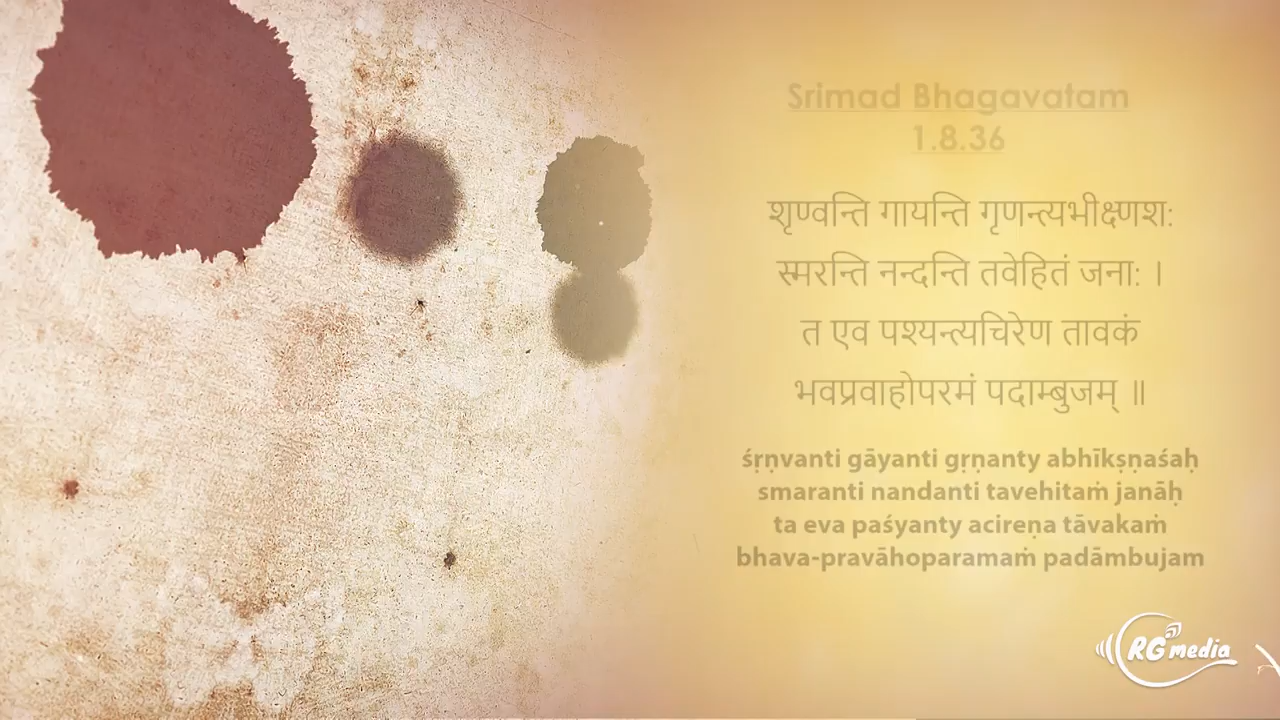 Srimad Bhagavatam
1.8.36
शृण्वन्ति गायन्ति गृणन्त्यभीक्ष्णशः
स्मरन्ति नन्दन्ति तवेहितं जनाः ।
त एव पश्यन्त्यचिरेण तावकं
भवप्रवाहोपरमं पदाम्बुजम् ॥
śṛṇvanti gāyanti gṛṇanty abhīkṣṇaśaḥ
smaranti nandanti tavehitaṁ janāḥ
ta eva paśyanty acireṇa tāvakaṁ
bhava-pravāhoparamaṁ padāmbujam
RG media